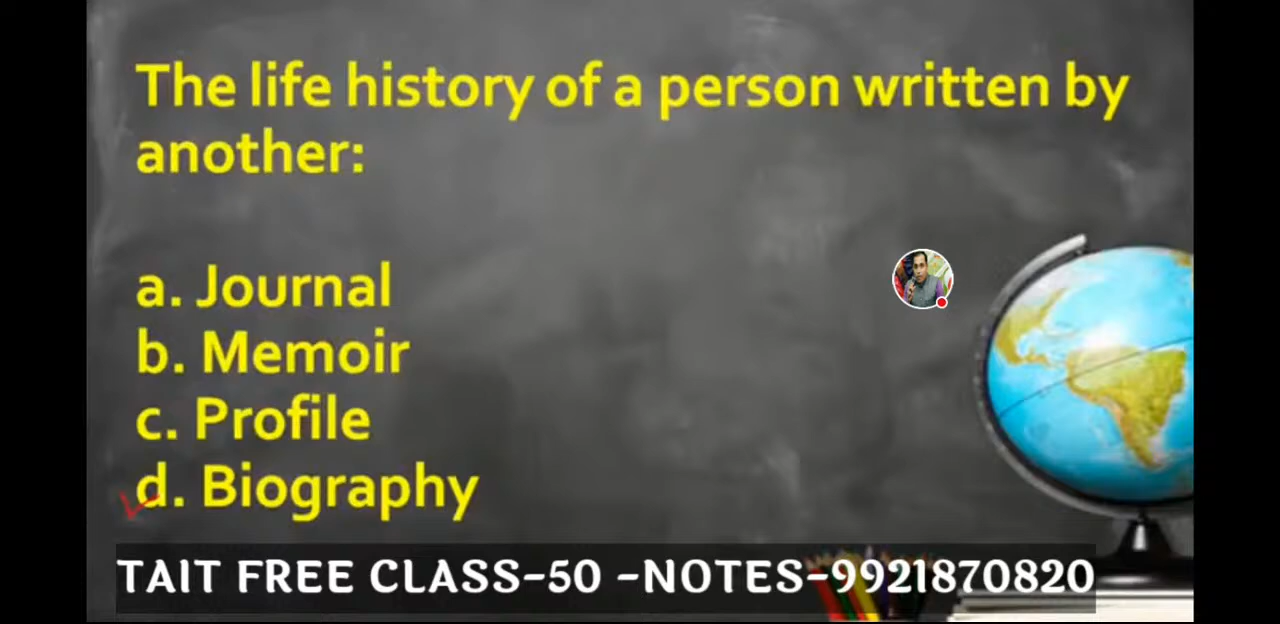 The life history of a person written by
another:
a. Journal
b. Memoir
c. Profile
d. Biography
TAIT FREE CLASS-50 -NOTES-9921870820